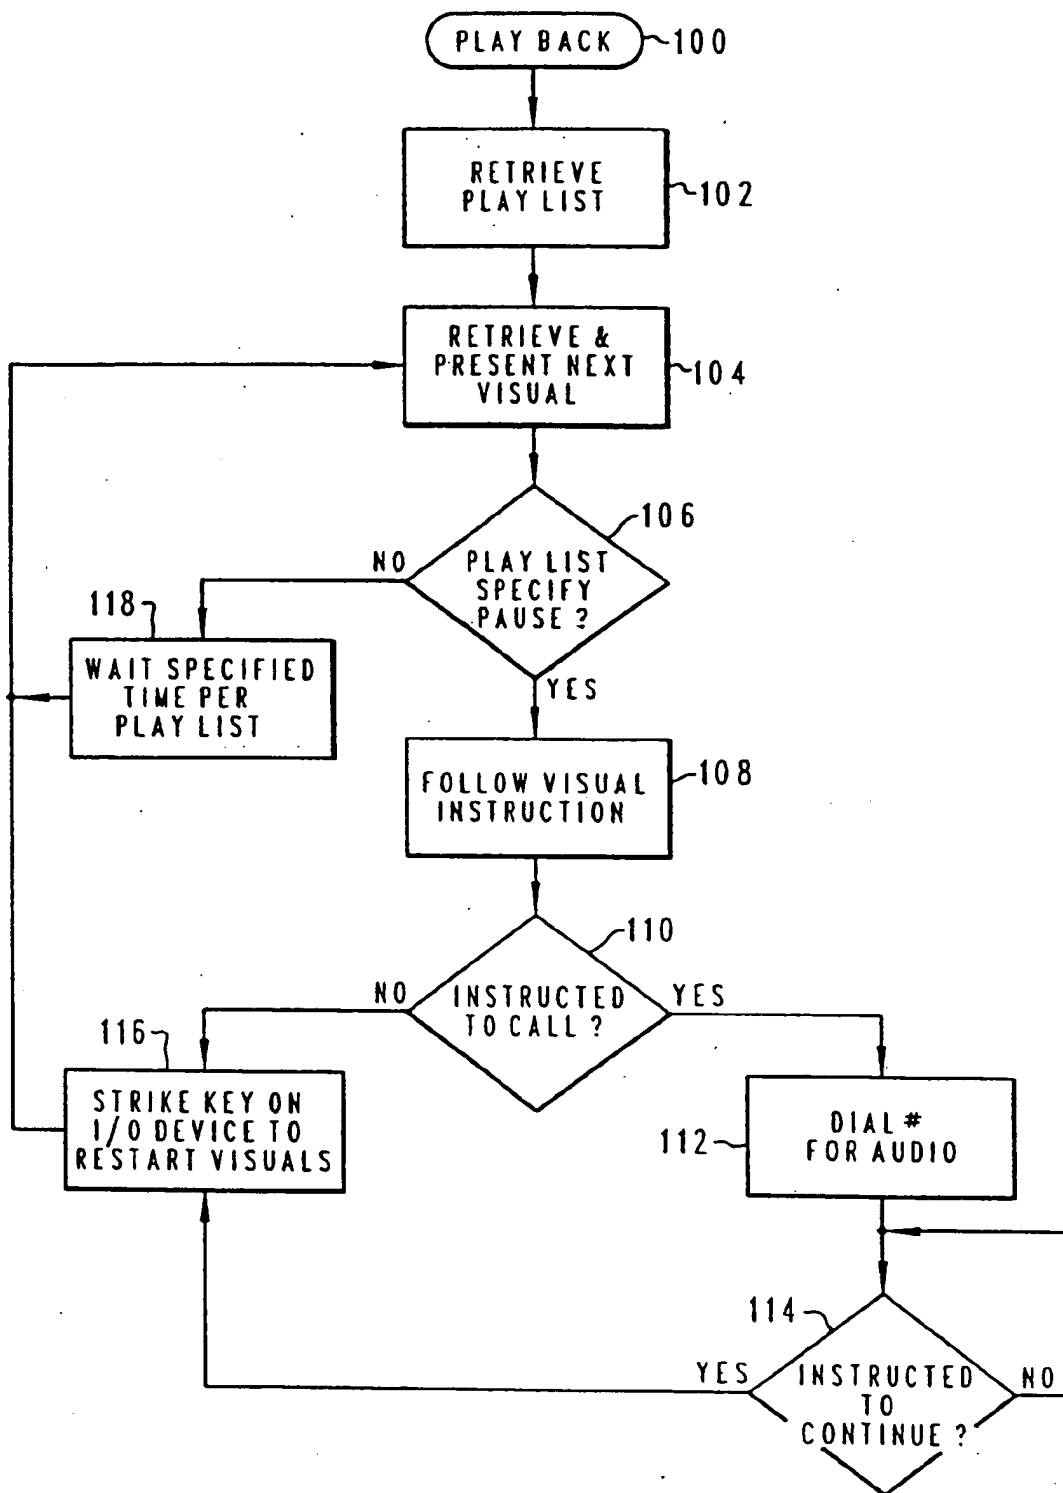 PLAY BACK
100
RETRIEVE
PLAY LIST
102
RETRIEVE &
PRESENT NEXT
VISUAL
104
106
NO
PLAY LIST
SPECIFY
PAUSE ?
118
WAIT SPECIFIED
TIME PER
PLAY LIST
YES
FOLLOW VISUAL
INSTRUCTION
108
110
NO
INSTRUCTED
TO CALL ?
YES
116
STRIKE KEY ON
I/O DEVICE TO
RESTART VISUALS
DIAL #
FOR AUDIO
112
114
YES
INSTRUCTED
TO
CONTINUE ?
NO